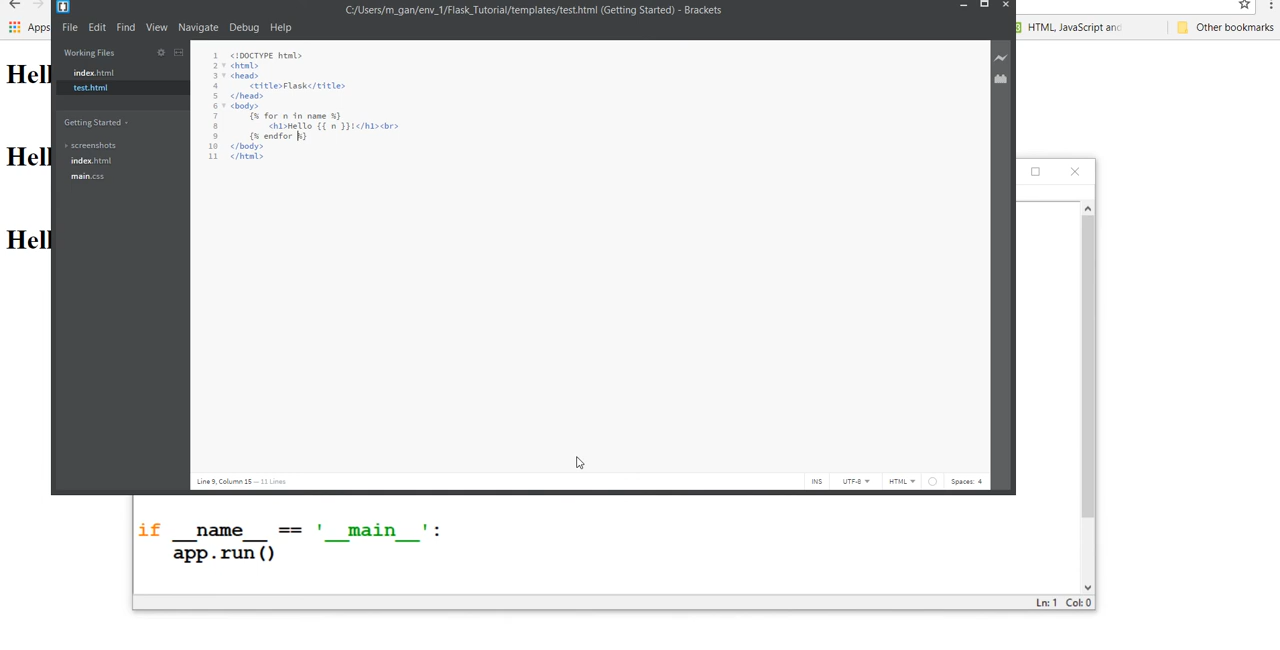 C:/Users/m_gan/env_1/Flask_Tutorial/templates/test.html (Getting Started) - Brackets
Apps
HTML, JavaScript and
Other bookmarks
File Edit Find View Navigate Debug Help
Working Files
index.html
test.html
Getting Started
screenshots
index.html
main.css
1 <!DOCTYPE html>
2 <html>
3 <head>
4 <title>Flask</title>
5 </head>
6 <body>
7 {% for n in name %}
8 <h1>Hello {{ n }}!</h1><br>
9 {% endfor %}
10 </body>
11 </html>
Line 9, Column 15 — 11 Lines
INS UTF-8 HTML Spaces: 4
Hell
Hell
Hell
if __name__ == '__main__':
app.run()
Ln: 1 Col: 0